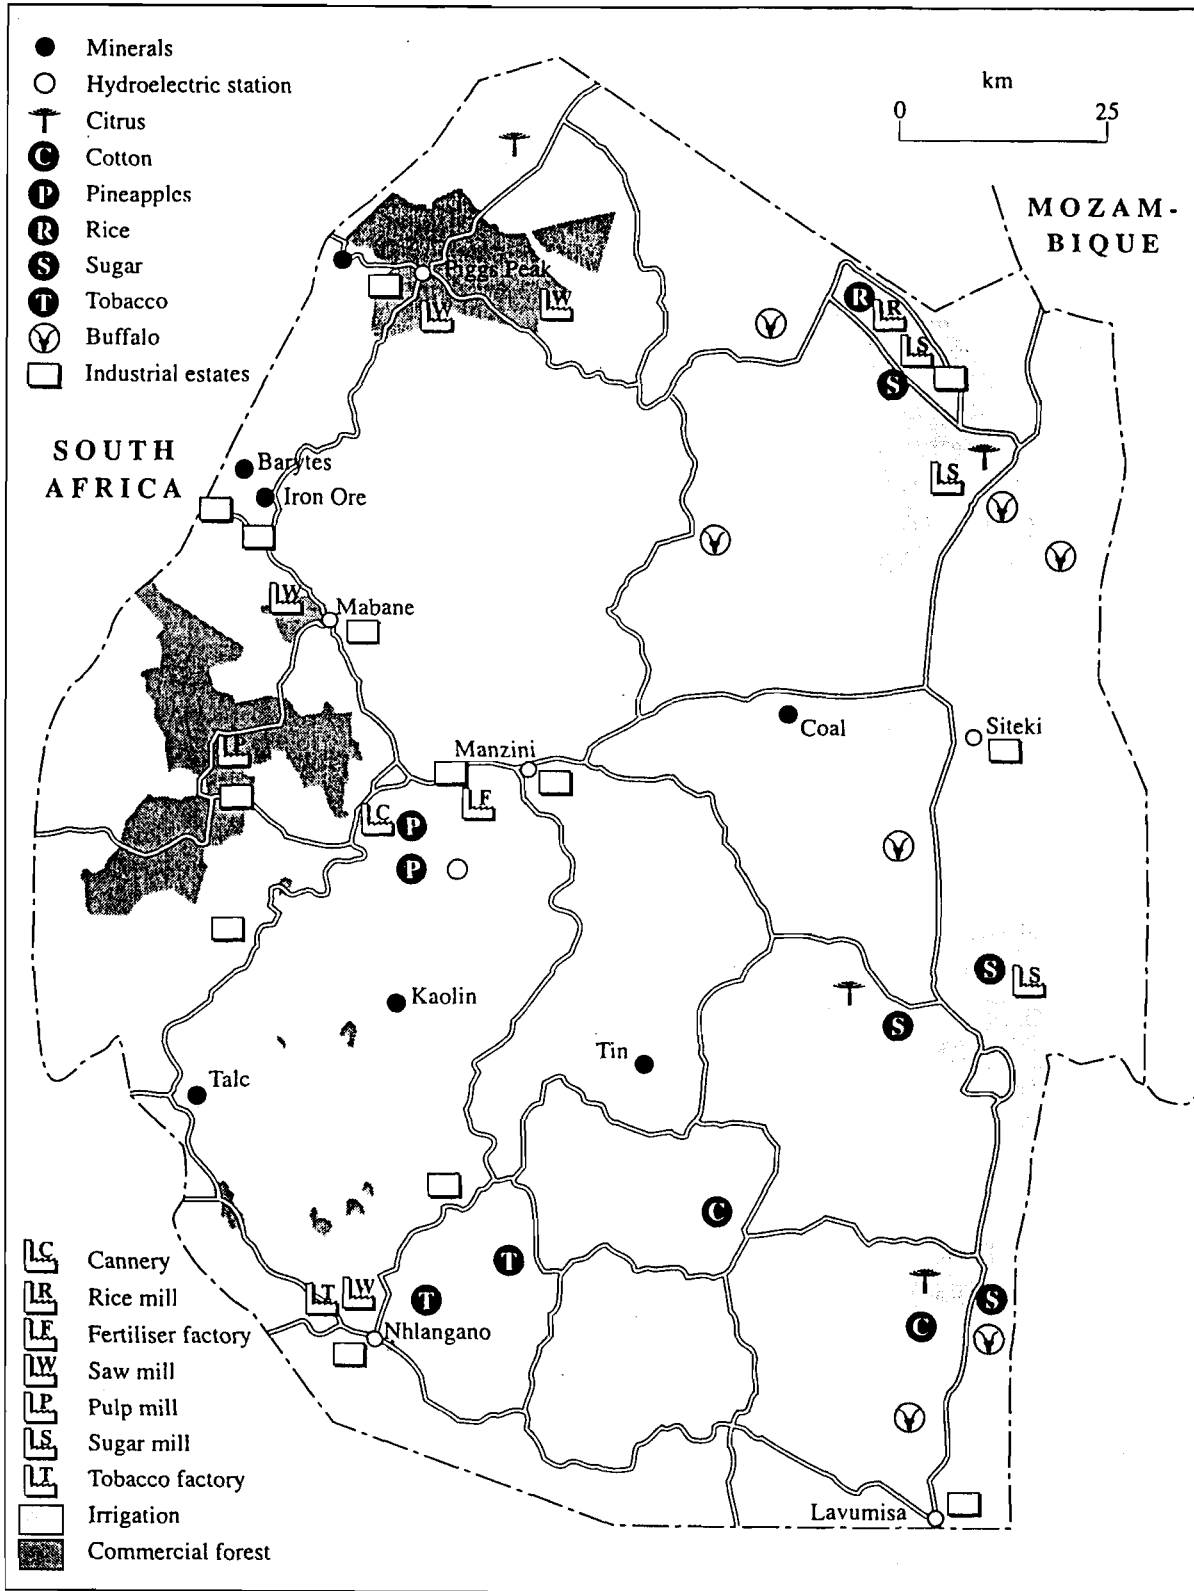 Minerals
Hydroelectric station
Citrus
C Cotton
P Pineapples
R Rice
S Sugar
T Tobacco
Buffalo
Industrial estates
km
0 25
MOZAM-
BIQUE
SOUTH
AFRICA
Piggs Peak
W
W
R
R
S
S
S
Barytes
Iron Ore
W
Mabane
P
Manzini
Coal
Siteki
C
P
F
P
Kaolin
S
S
S
Tin
Talc
C
T
T
W
T
Nhlangano
C
S
Lavumisa
C Cannery
R Rice mill
F Fertiliser factory
W Saw mill
P Pulp mill
S Sugar mill
T Tobacco factory
Irrigation
Commercial forest